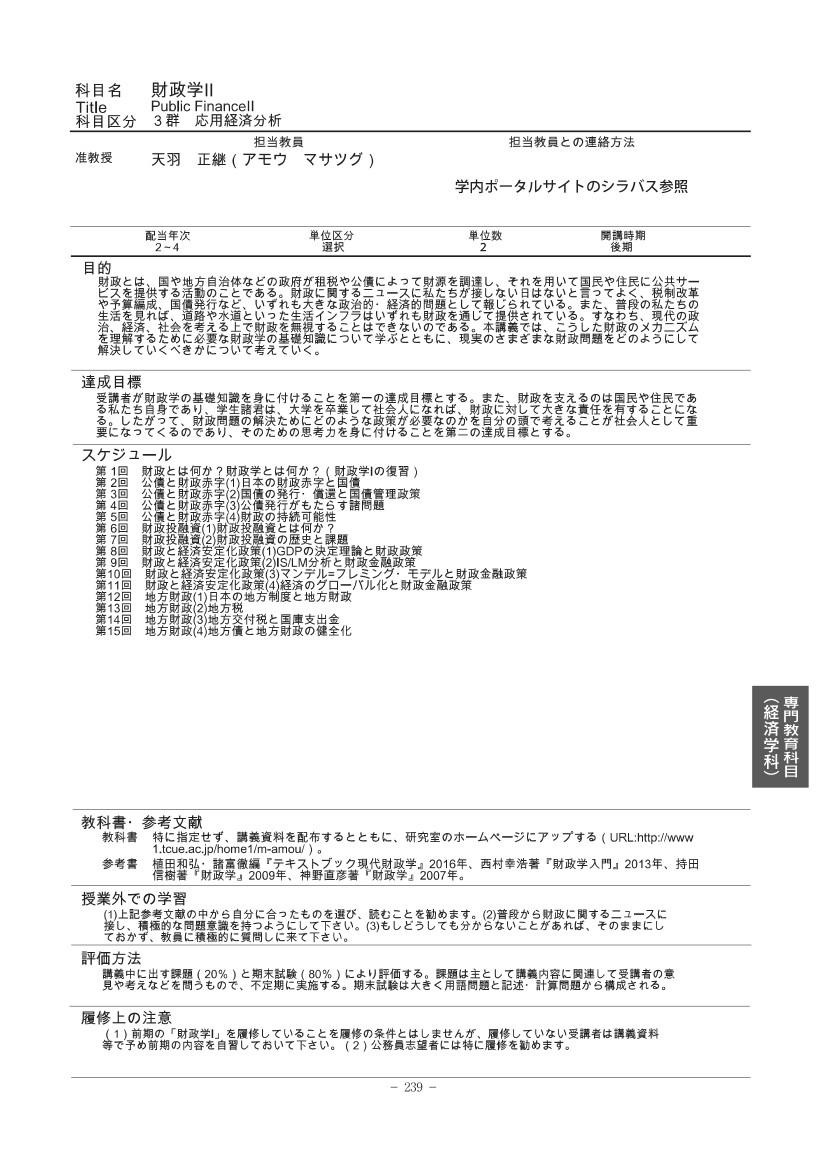 科目名　財政学II
Title　Public FinanceII
科目区分　３群　応用経済分析
担当教員　担当教員との連絡方法
准教授　天羽　正継（アモウ　マサツグ）
学内ポータルサイトのシラバス参照
配当年次　単位区分　単位数　開講時期
２～４　選択　２　後期
目的
財政とは、国や地方自治体などの政府が租税や公債によって財源を調達し、それを用いて国民や住民に公共サー
ビスを提供する活動のことである。財政に関するニュースに私たちが接しない日はないと言ってよく、税制改革
や予算編成、国債発行など、いずれも大きな政治的・経済的問題として報じられている。また、普段の私たちの
生活を見れば、道路や水道といった生活インフラはいずれも財政を通じて提供されている。すなわち、現代の政
治、経済、社会を考える上で財政を無視することはできないのである。本講義では、こうした財政のメカニズム
を理解するために必要な財政学の基礎知識について学ぶとともに、現実のさまざまな財政問題をどのようにして
解決していくべきかについて考えていく。
達成目標
受講者が財政学の基礎知識を身に付けることを第一の達成目標とする。また、財政を支えるのは国民や住民であ
る私たち自身であり、学生諸君は、大学を卒業して社会人になれば、財政に対して大きな責任を有することにな
る。したがって、財政問題の解決ためにどのような政策が必要なのかを自分の頭で考えることが社会人として重
要になってくるのであり、そのための思考力を身に付けることを第二の達成目標とする。
スケジュール
第 1回　財政とは何か？財政学とは何か？（財政学Iの復習）
第 2回　公債と財政赤字(1)日本の財政赤字と国債
第 3回　公債と財政赤字(2)国債の発行・償還と国債管理政策
第 4回　公債と財政赤字(3)公債発行がもたらす諸問題
第 5回　公債と財政赤字(4)財政の持続可能性
第 6回　財政投融資(1)財政投融資とは何か？
第 7回　財政投融資(2)財政投融資の歴史と課題
第 8回　財政と経済安定化政策(1)GDPの決定理論と財政政策
第 9回　財政と経済安定化政策(2)IS/LM分析と財政金融政策
第10回　財政と経済安定化政策(3)マンデル=フレミング・モデルと財政金融政策
第11回　財政と経済安定化政策(4)経済のグローバル化と財政金融政策
第12回　地方財政(1)日本の地方制度と地方財政
第13回　地方財政(2)地方税
第14回　地方財政(3)地方交付税と国庫支出金
第15回　地方財政(4)地方債と地方財政の健全化
専門教育科目
（経済学科）
教科書・参考文献
教科書　特に指定せず、講義資料を配布するとともに、研究室のホームページにアップする（URL:http://www
1.tcue.ac.jp/home1/m-amou/）。
参考書　植田和弘・諸富徹編『テキストブック現代財政学』2016年、西村幸浩著『財政学入門』2013年、持田
信樹著『財政学』2009年、神野直彦著『財政学』2007年。
授業外での学習
(1)上記参考文献の中から自分に合ったものを選び、読むことを勧めます。(2)普段から財政に関するニュースに
接し、積極的な問題意識を持つようにして下さい。(3)もしどうしても分からないことがあれば、そのままにし
ておかず、教員に積極的に質問しに来て下さい。
評価方法
講義中に出す課題（20％）と期末試験（80％）により評価する。課題は主として講義内容に関連して受講者の意
見や考えなどを問うもので、不定期に実施する。期末試験は大きく用語問題と記述・計算問題から構成される。
履修上の注意
（１）前期の「財政学I」を履修していることを履修の条件とはしませんが、履修していない受講者は講義資料
等で予め前期の内容を自習しておいて下さい。（２）公務員志望者には特に履修を勧めます。
－ 239 －